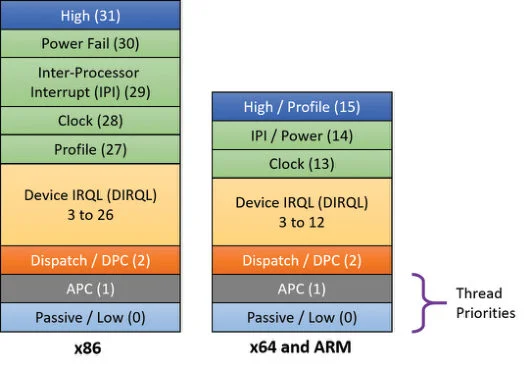 High (31)
Power Fail (30)
Inter-Processor
Interrupt (IPI) (29)
Clock (28)
Profile (27)
Device IRQL (DIRQL)
3 to 26
Dispatch / DPC (2)
APC (1)
Passive / Low (0)
x86
High / Profile (15)
IPI / Power (14)
Clock (13)
Device IRQL (DIRQL)
3 to 12
Dispatch / DPC (2)
APC (1)
Passive / Low (0)
x64 and ARM
Thread
Priorities